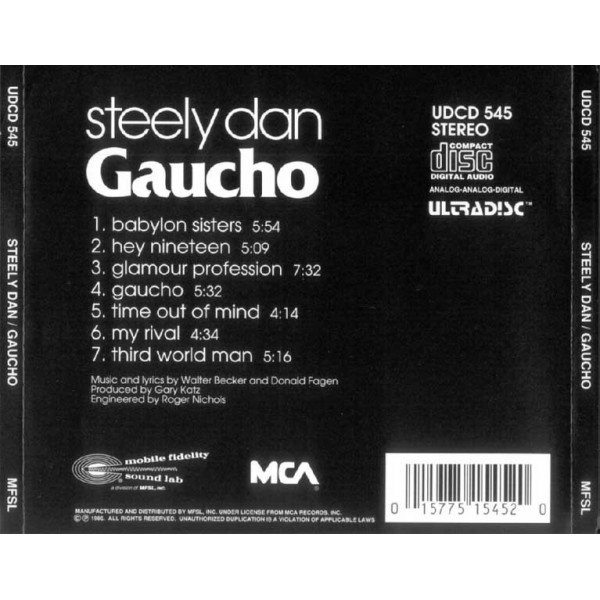 UDCD 545
STEELY DAN / GAUCHO
MFSL
steely dan
Gaucho
1. babylon sisters 5:54
2. hey nineteen 5:09
3. glamour profession 7:32
4. gaucho 5:32
5. time out of mind 4:14
6. my rival 4:34
7. third world man 5:16
Music and lyrics by Walter Becker and Donald Fagen
Produced by Gary Katz
Engineered by Roger Nichols
UDCD 545
STEREO
COMPACT
disc
DIGITAL AUDIO
ANALOG-ANALOG-DIGITAL
ULTRADISC™
mobile fidelity
sound lab
a division of MFSL, INC.
MCA
MANUFACTURED AND DISTRIBUTED BY MFSL, INC. UNDER LICENSE FROM MCA RECORDS, INC.
ALL RIGHTS RESERVED. UNAUTHORIZED DUPLICATION IS A VIOLATION OF APPLICABLE LAWS
0 15775 15452 0
UDCD 545
STEELY DAN / GAUCHO
MFSL